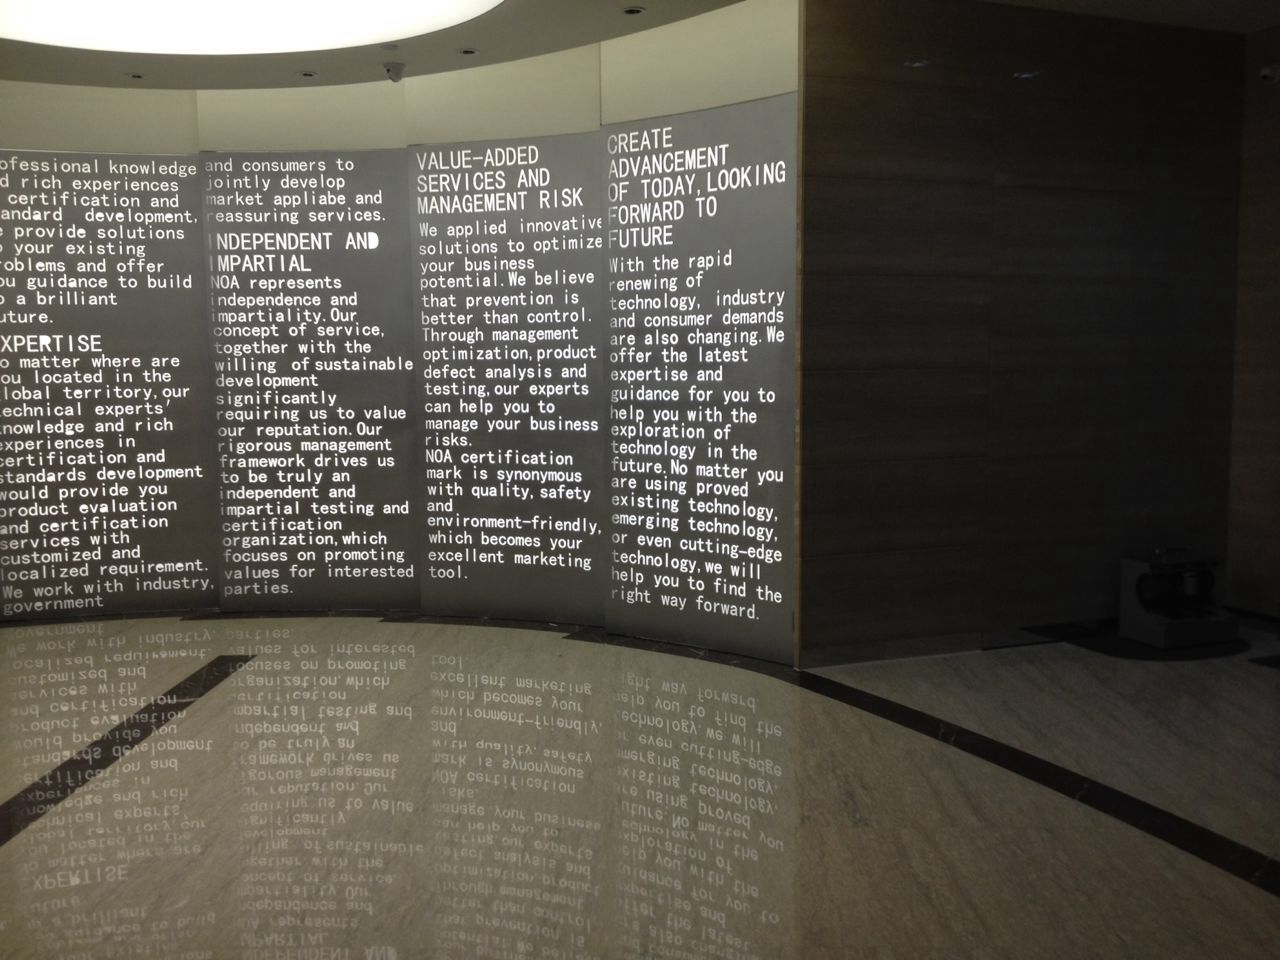 ofessional knowledge
d rich experiences
certification and
andard development,
e provide solutions
o your existing
roblems and offer
ou guidance to build
o a brilliant
uture.
XPERTISE
o matter where are
ou located in the
lobal territory, our
echnical experts'
knowledge and rich
experiences in
certification and
standards development
would provide you
product evaluation
and certification
services with
customized and
localized requirement.
We work with industry,
government
and consumers to
jointly develop
market appliabe and
reassuring services.
INDEPENDENT AND
IMPARTIAL
NOA represents
independence and
impartiality. Our
concept of service,
together with the
willing of sustainable
development
significantly
requiring us to value
our reputation. Our
rigorous management
framework drives us
to be truly an
independent and
impartial testing and
certification
organization, which
focuses on promoting
values for interested
parties.
VALUE-ADDED
SERVICES AND
MANAGEMENT RISK
We applied innovative
solutions to optimize
your business
potential. We believe
that prevention is
better than control.
Through management
optimization, product
defect analysis and
testing, our experts
can help you to
manage your business
risks.
NOA certification
mark is synonymous
with quality, safety
and
environment-friendly,
which becomes your
excellent marketing
tool.
CREATE
ADVANCEMENT
OF TODAY, LOOKING
FORWARD TO
FUTURE
With the rapid
renewing of
technology, industry
and consumer demands
are also changing. We
offer the latest
expertise and
guidance for you to
help you with the
exploration of
technology in the
future. No matter you
are using proved
existing technology,
emerging technology,
or even cutting-edge
technology, we will
help you to find the
right way forward.